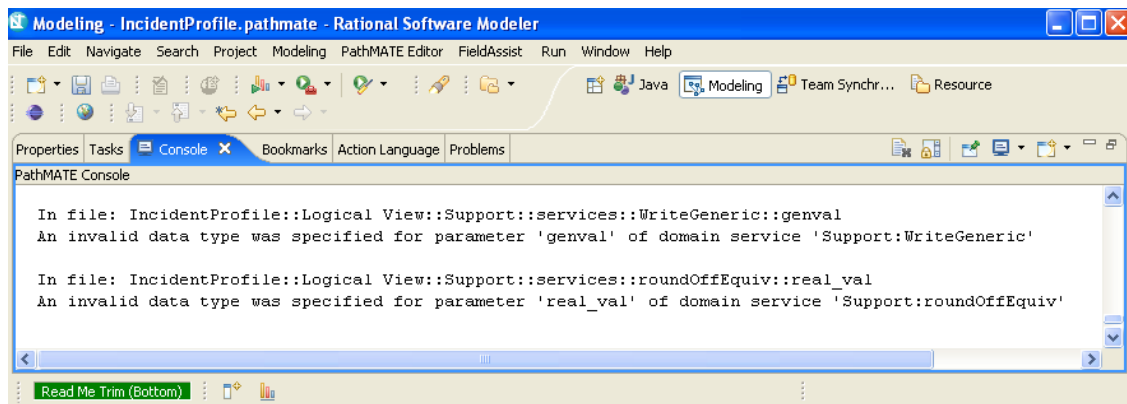 Modeling - IncidentProfile.pathmate - Rational Software Modeler
File Edit Navigate Search Project Modeling PathMATE Editor FieldAssist Run Window Help
Java Modeling Team Synchr... Resource
Properties Tasks Console Bookmarks Action Language Problems
PathMATE Console
In file: IncidentProfile::Logical View::Support::services::WriteGeneric::genval
An invalid data type was specified for parameter 'genval' of domain service 'Support:WriteGeneric'
In file: IncidentProfile::Logical View::Support::services::roundOffEquiv::real_val
An invalid data type was specified for parameter 'real_val' of domain service 'Support:roundOffEquiv'
Read Me Trim (Bottom)